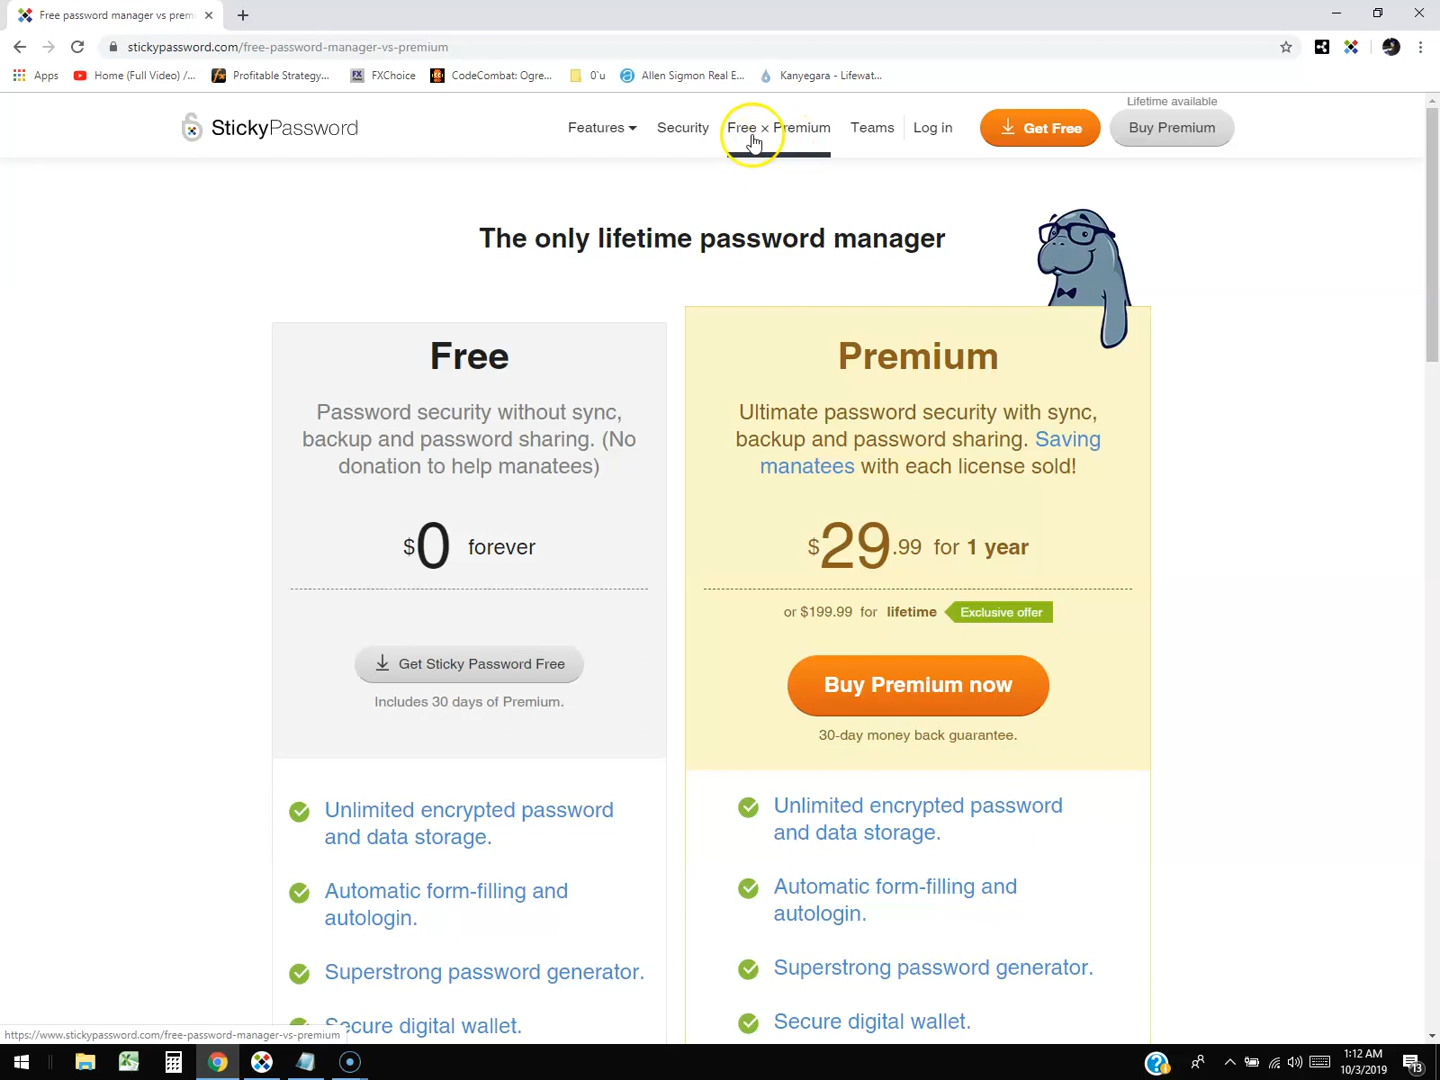 Free password manager vs prem
stickypassword.com/free-password-manager-vs-premium
Apps
Home (Full Video) /...
Profitable Strategy...
FXChoice
CodeCombat: Ogre...
0`u
Allen Sigmon Real E...
Kanyegara - Lifewat...
StickyPassword
Features
Security
Free × Premium
Teams
Log in
Get Free
Lifetime available
Buy Premium
The only lifetime password manager
Free
Password security without sync,
backup and password sharing. (No
donation to help manatees)
$0 forever
Get Sticky Password Free
Includes 30 days of Premium.
Unlimited encrypted password
and data storage.
Automatic form-filling and
autologin.
Superstrong password generator.
Secure digital wallet.
Premium
Ultimate password security with sync,
backup and password sharing. Saving
manatees with each license sold!
$29.99 for 1 year
or $199.99 for lifetime Exclusive offer
Buy Premium now
30-day money back guarantee.
Unlimited encrypted password
and data storage.
Automatic form-filling and
autologin.
Superstrong password generator.
Secure digital wallet.
https://www.stickypassword.com/free-password-manager-vs-premium
1:12 AM
10/3/2019
13